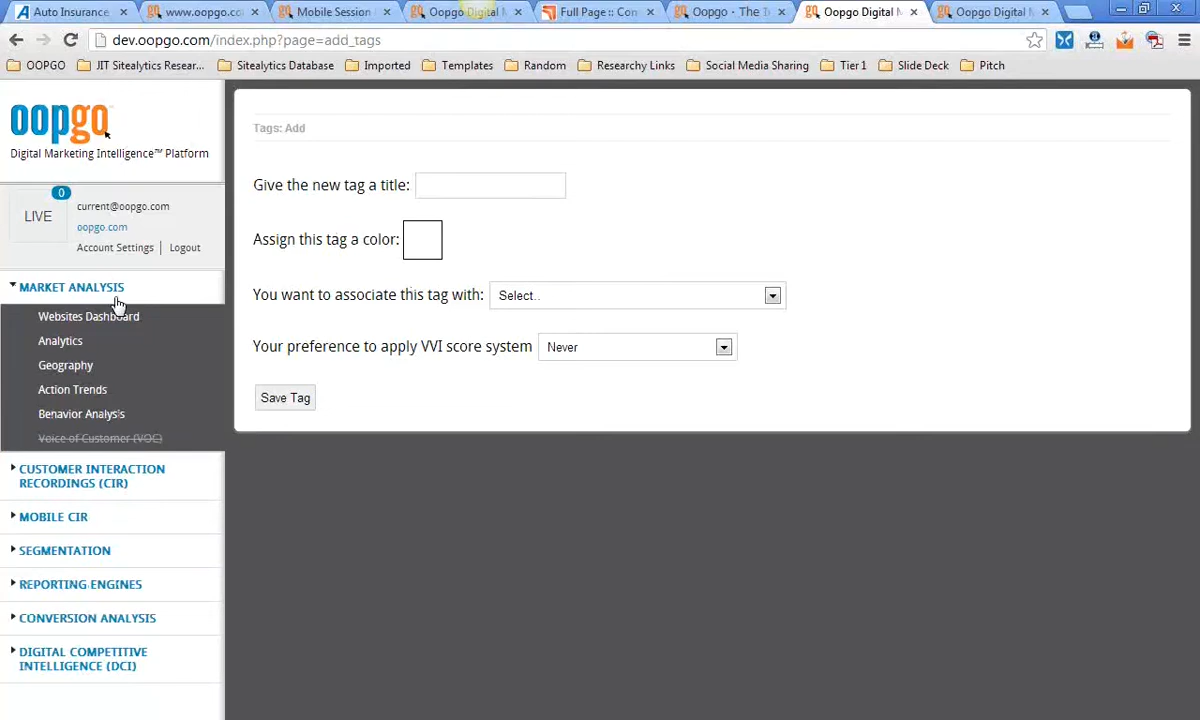 Auto Insurance
www.oopgo.co
Mobile Session
Oopgo Digital M
Full Page :: Con
Oopgo - The
Oopgo Digital M
Oopgo Digital M
dev.oopgo.com/index.php?page=add_tags
OOPGO
JIT Sitealytics Resear...
Sitealytics Database
Imported
Templates
Random
Researchy Links
Social Media Sharing
Tier 1
Slide Deck
Pitch
oopgo
Digital Marketing Intelligence™ Platform
0
LIVE
current@oopgo.com
oopgo.com
Account Settings | Logout
MARKET ANALYSIS
Websites Dashboard
Analytics
Geography
Action Trends
Behavior Analysis
Voice of Customer (VOC)
CUSTOMER INTERACTION
RECORDINGS (CIR)
MOBILE CIR
SEGMENTATION
REPORTING ENGINES
CONVERSION ANALYSIS
DIGITAL COMPETITIVE
INTELLIGENCE (DCI)
Tags: Add
Give the new tag a title:
Assign this tag a color:
You want to associate this tag with: Select..
Your preference to apply VVI score system Never
Save Tag